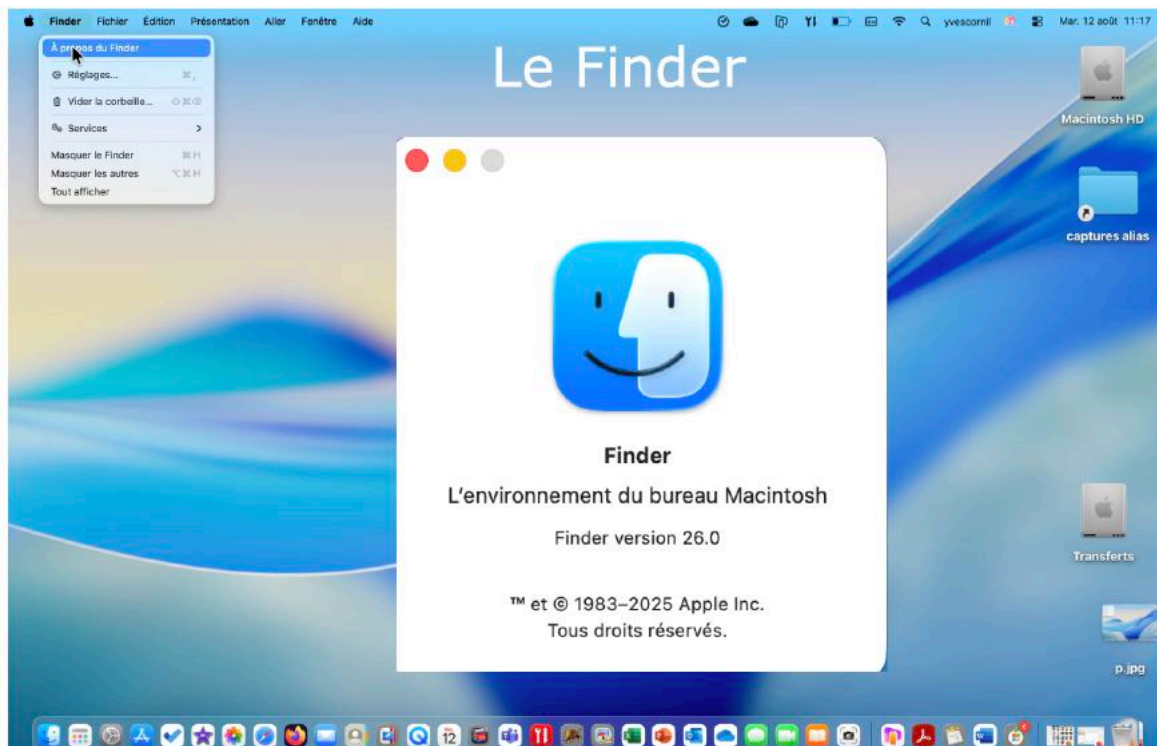 Finder Fichier Édition Présentation Aller Fenêtre Aide
yvescornil
Mar. 12 août 11:17
À propos du Finder
Réglages... ⌘ ,
Vider la corbeille... ⇧⌘⌫
Services >
Masquer le Finder ⌘H
Masquer les autres ⌥⌘H
Tout afficher
Le Finder
Macintosh HD
captures alias
Finder
L'environnement du bureau Macintosh
Finder version 26.0
™ et © 1983–2025 Apple Inc.
Tous droits réservés.
Transferts
p.jpg
12